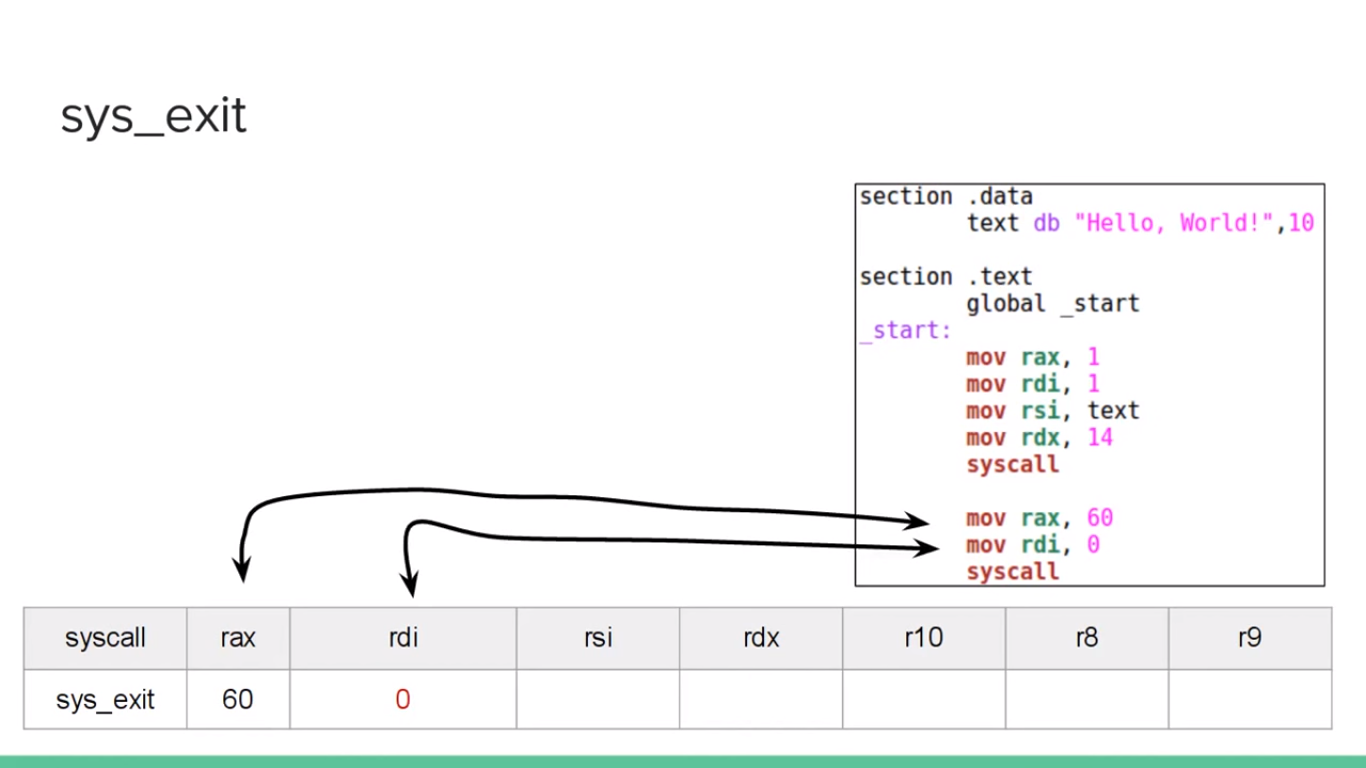 sys_exit
section .data
text db "Hello, World!",10
section .text
global _start
_start:
mov rax, 1
mov rdi, 1
mov rsi, text
mov rdx, 14
syscall
mov rax, 60
mov rdi, 0
syscall
syscall rax rdi rsi rdx r10 r8 r9
sys_exit 60 0